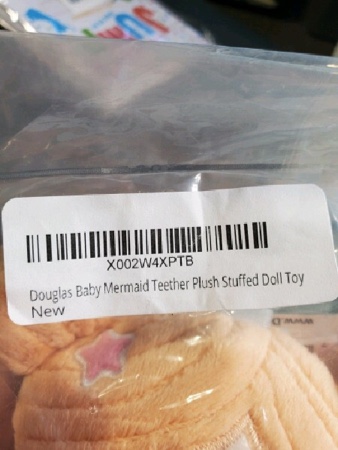 X002W4XPTB
Douglas Baby Mermaid Teether Plush Stuffed Doll Toy
New